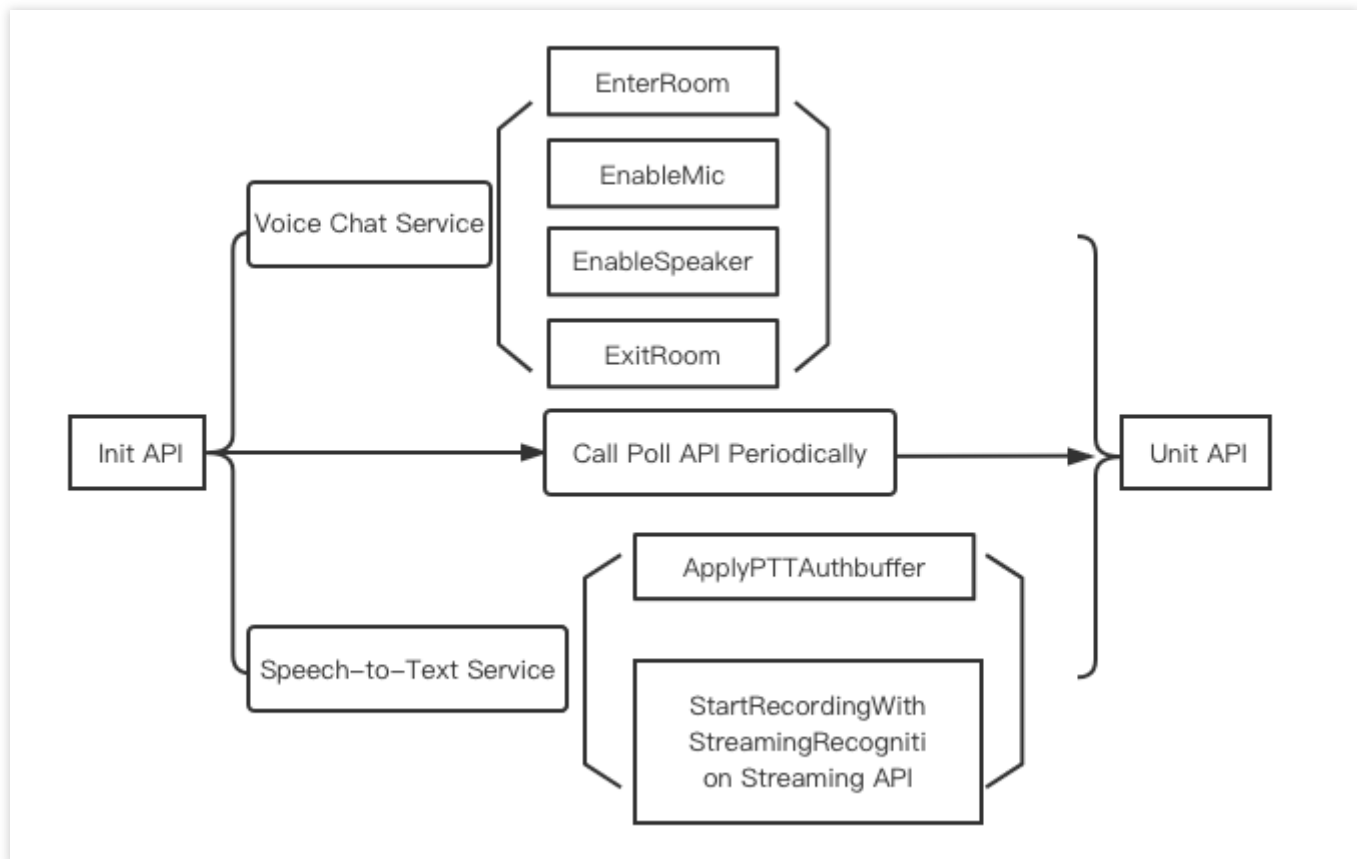 EnterRoom
EnableMic
Voice Chat Service
EnableSpeaker
ExitRoom
Init API
Call Poll API Periodically
Unit API
ApplyPTTAuthbuffer
Speech-to-Text Service
StartRecordingWith
StreamingRecogniti
on Streaming API